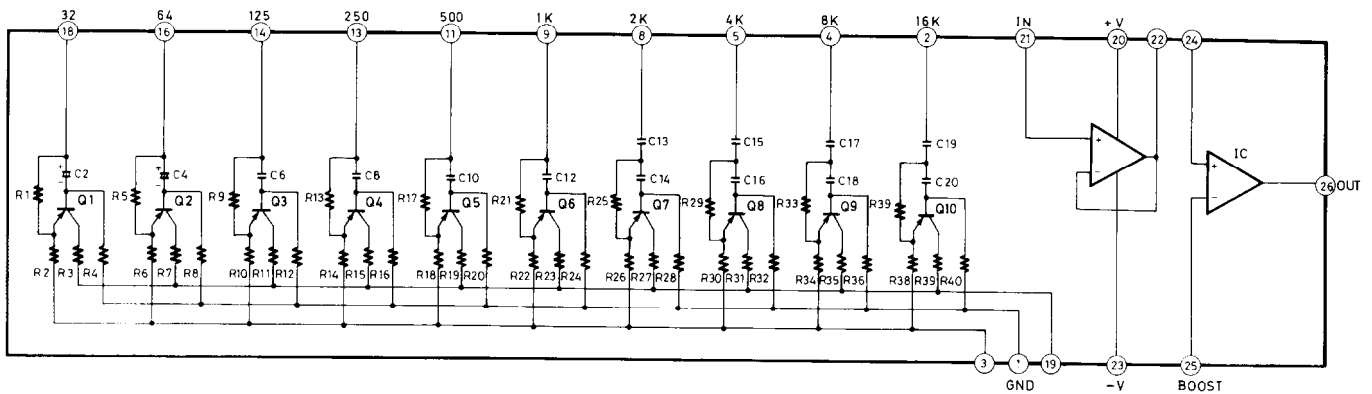 32 64 125 250 500 1K 2K 4K 8K 16K IN +V
18 16 14 13 11 9 8 5 4 2 21 20 22 24
C13 C15 C17 C19
IC
C2 C4 C6 C8 C10 C12 C14 C16 C18 C20
R1 Q1 R5 Q2 R9 Q3 R13 Q4 R17 Q5 R21 Q6 R25 Q7 R29 Q8 R33 Q9 R39 Q10
+ - + -
26 OUT
R2 R3 R4 R6 R7 R8 R10 R11 R12 R14 R15 R16 R18 R19 R20 R22 R23 R24 R26 R27 R28 R30 R31 R32 R34 R35 R36 R38 R39 R40
3 1 19 23 25
GND -V BOOST